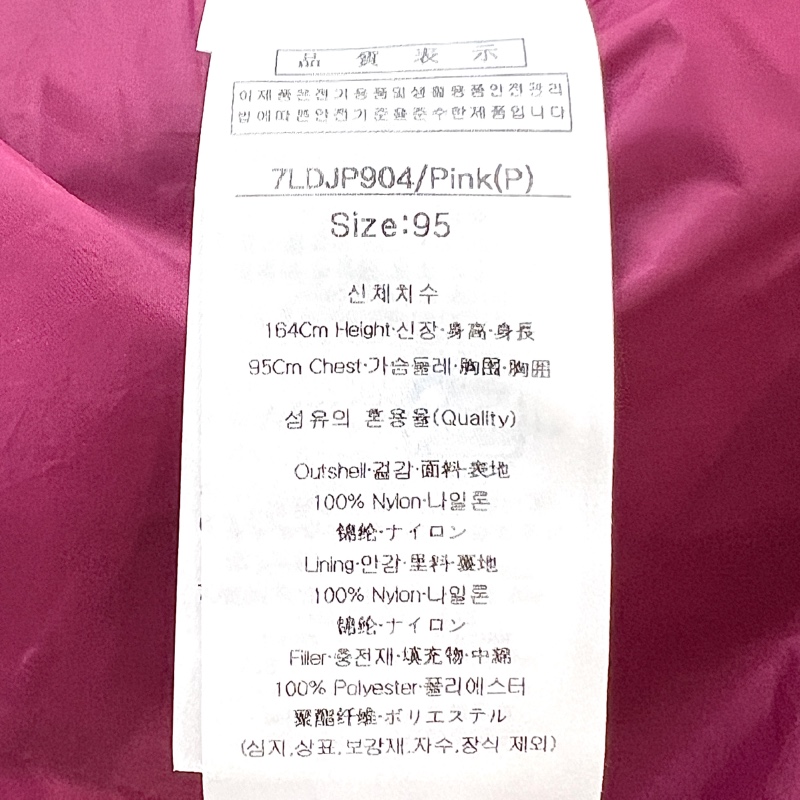 品質表示
이제품은전기용품및생활용품안전관리
법에따른안전기준을준수한제품입니다
7LDJP904/Pink(P)
Size:95
신체치수
164Cm Height·신장·身高·身長
95Cm Chest·가슴둘레·胸围·胸囲
섬유의 혼용율(Quality)
Outshell·겉감·面料·表地
100% Nylon·나일론
锦纶·ナイロン
Lining·안감·里料·裏地
100% Nylon·나일론
锦纶·ナイロン
Filler·충전재·填充物·中綿
100% Polyester·폴리에스터
聚酯纤维·ポリエステル
(심지,상표,보강재,자수,장식 제외)